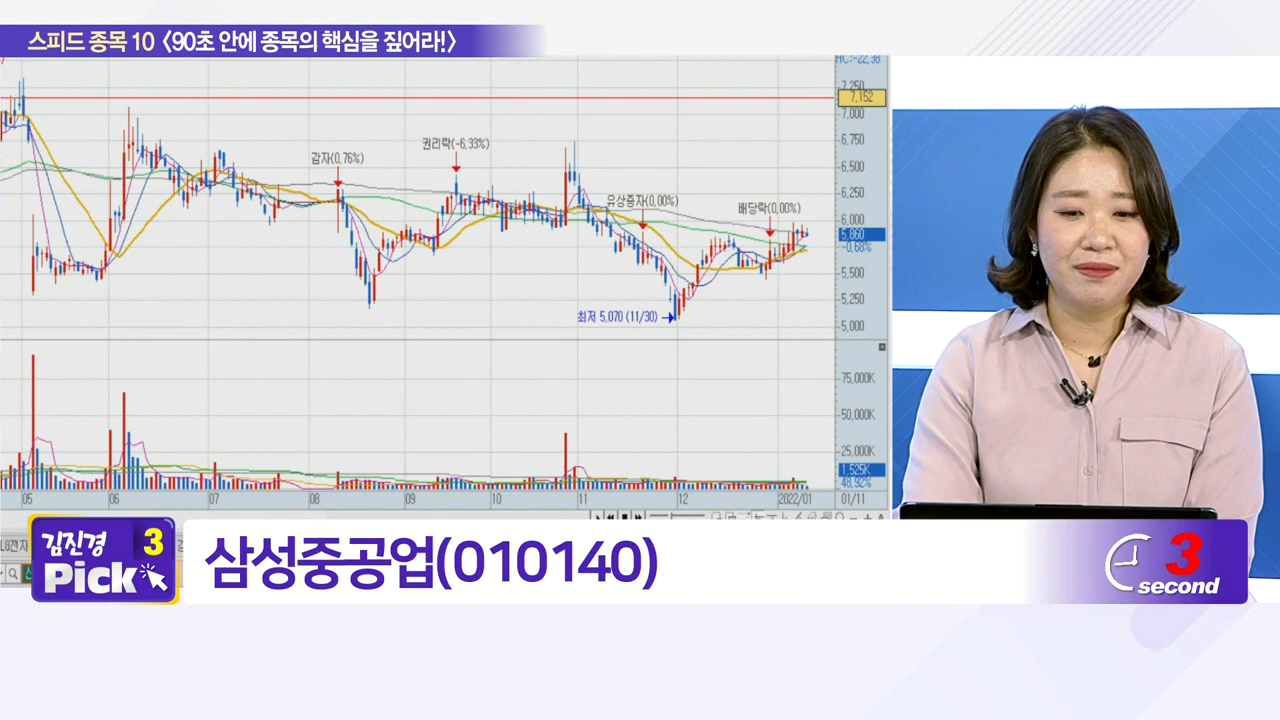 스피드 종목 10 〈90초 안에 종목의 핵심을 짚어라!〉
7,250
7,152
7,000
6,750
6,500
6,250
6,000
5,860
-0.68%
5,500
5,250
5,000
감자(0,76%)
권리락(-6,33%)
유상증자(0,00%)
배당락(0,00%)
최저 5,070 (11/30)
75,000K
50,000K
25,000K
1,525K
48,92%
05 06 07 08 09 10 11 12 2022/01 01/11
김진경 Pick 3
삼성중공업(010140)
3 second